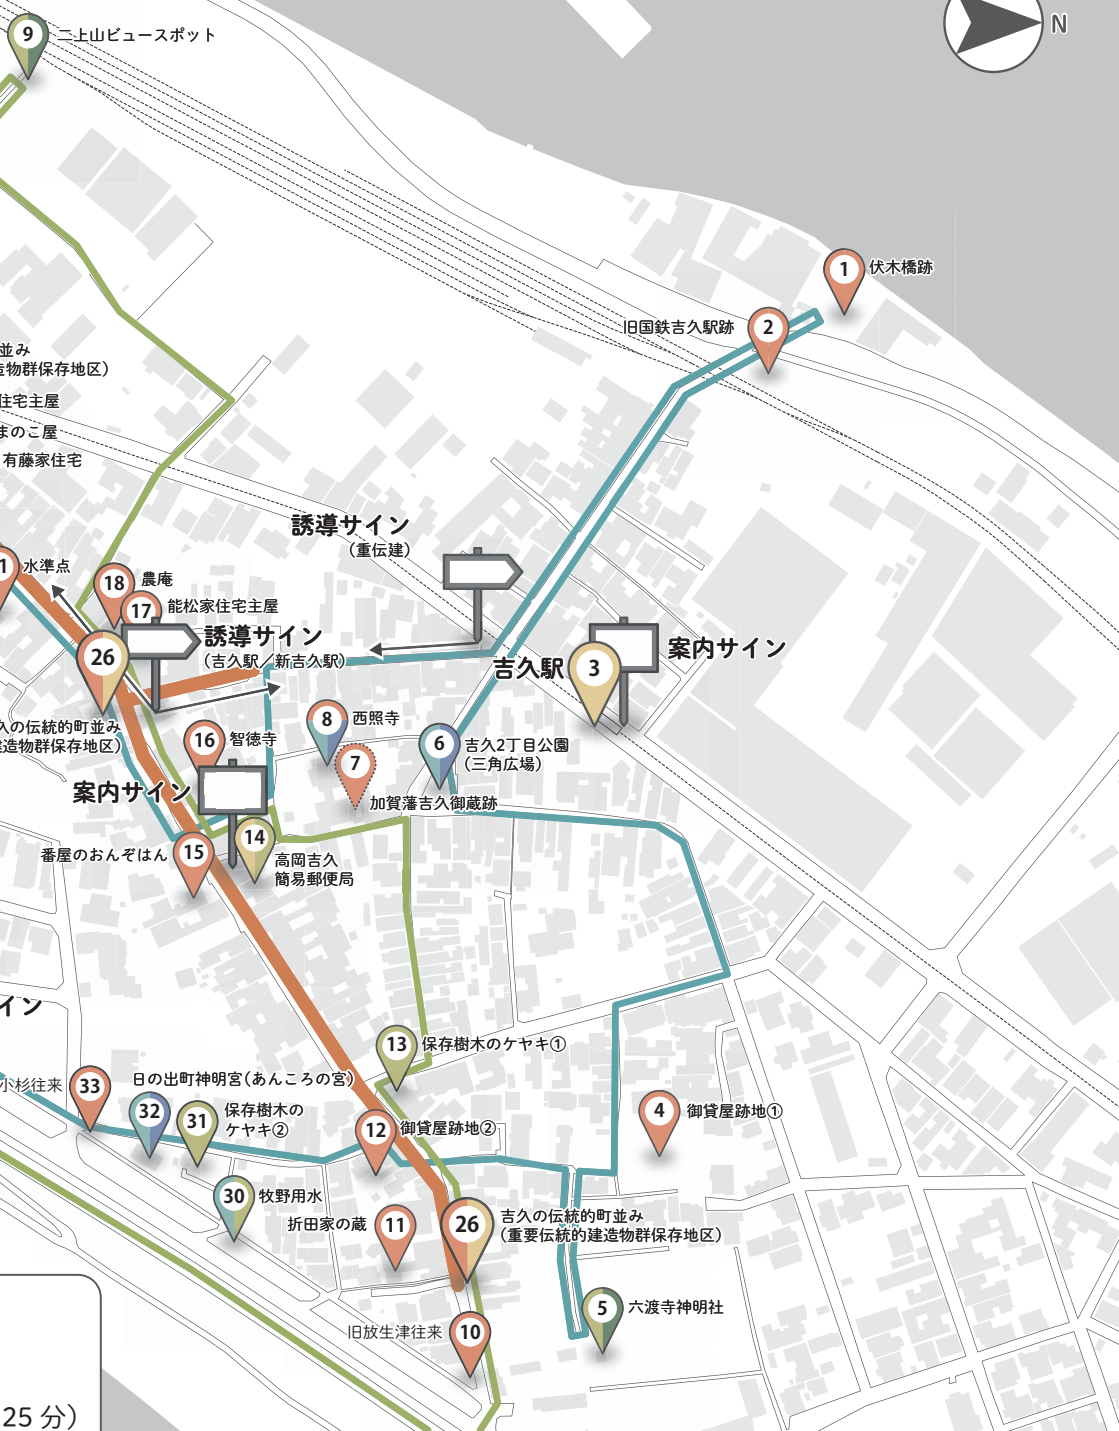 N
9
二上山ビュースポット
1
伏木橋跡
2
旧国鉄吉久駅跡
並み
造物群保存地区）
住宅主屋
まのこ屋
有藤家住宅
誘導サイン
（重伝建）
1
水準点
18
農庵
17
能松家住宅主屋
26
誘導サイン
（吉久駅／新吉久駅）
吉久駅
3
案内サイン
久の伝統的町並み
建造物群保存地区）
16
智徳寺
8
西照寺
7
加賀藩吉久御蔵跡
6
吉久2丁目公園
（三角広場）
案内サイン
番屋のおんぞはん
15
14
高岡吉久
簡易郵便局
イン
13
保存樹木のケヤキ①
小杉往来
33
日の出町神明宮（あんころの宮）
32
31
保存樹木の
ケヤキ②
12
御貸屋跡地②
4
御貸屋跡地①
30
牧野用水
折田家の蔵
11
26
吉久の伝統的町並み
（重要伝統的建造物群保存地区）
5
六渡寺神明社
旧放生津往来
10
25 分）